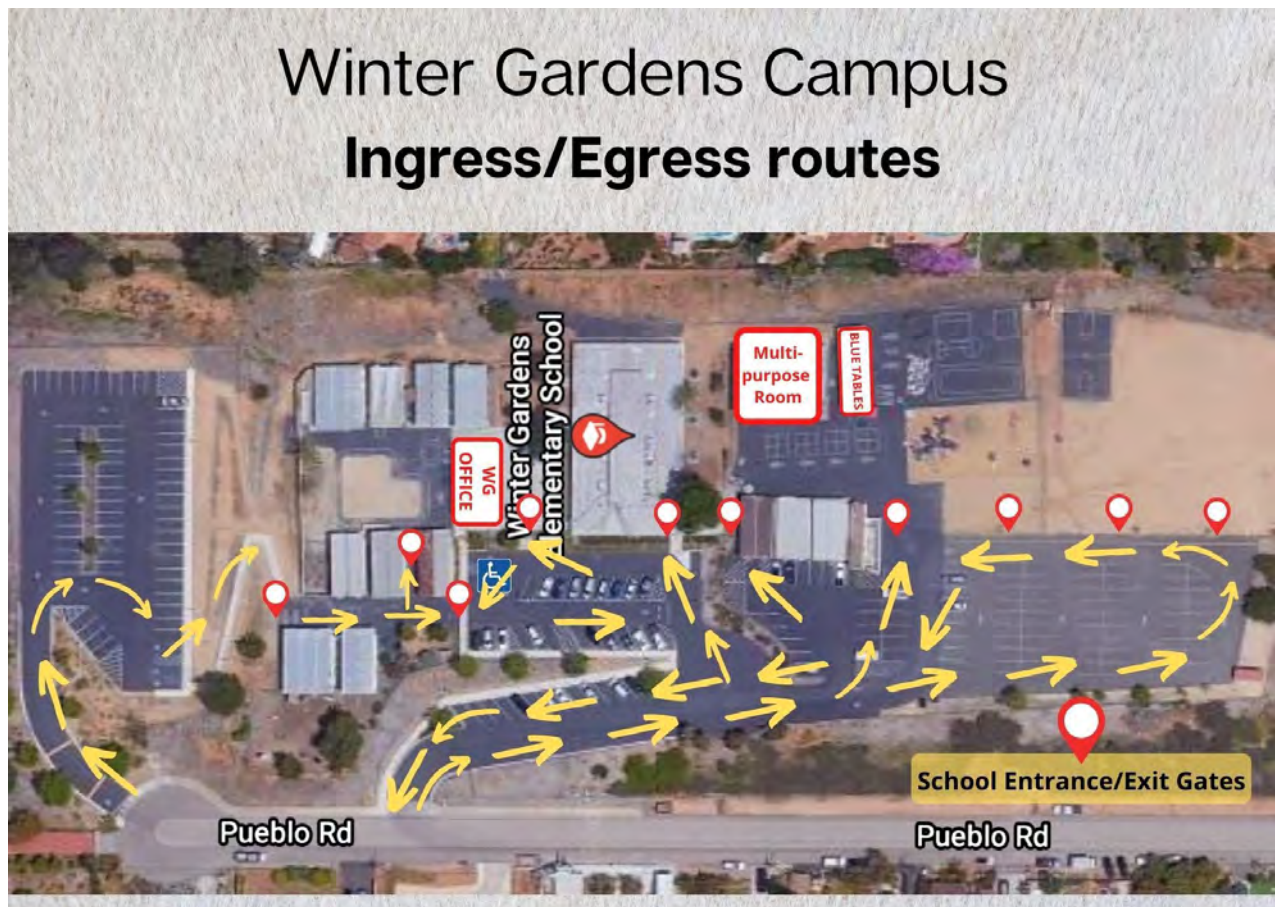 Winter Gardens Campus
Ingress/Egress routes
Multi-
purpose
Room
BLUE TABLES
WG
OFFICE
Winter Gardens
Elementary School
School Entrance/Exit Gates
Pueblo Rd
Pueblo Rd